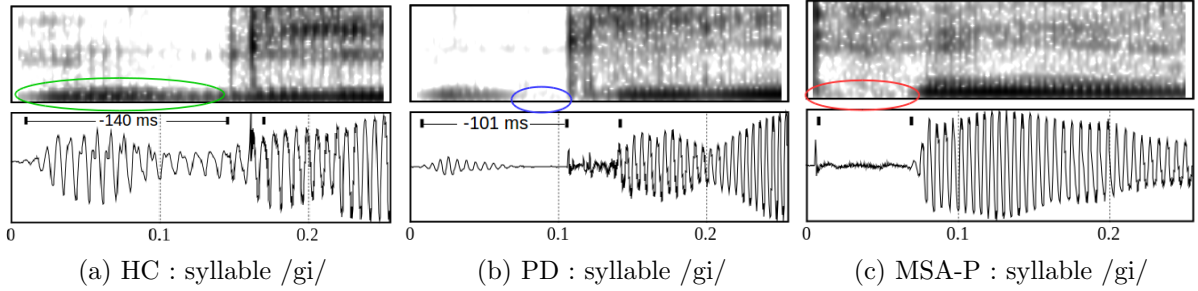 -140 ms
-101 ms
0 0.1 0.2
0 0.1 0.2
0 0.1 0.2
(a) HC : syllable /gi/
(b) PD : syllable /gi/
(c) MSA-P : syllable /gi/